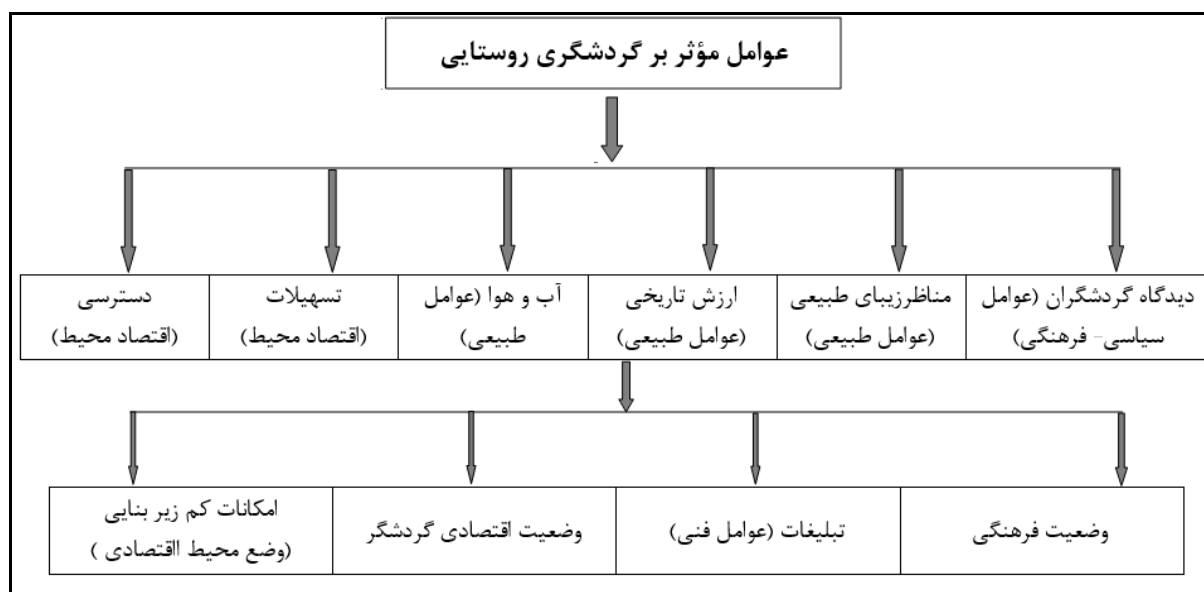 عوامل مؤثر بر گردشگری روستایی
دیدگاه گردشگران (عوامل
سیاسی- فرهنگی)
مناظرزیبای طبیعی
(عوامل طبیعی)
ارزش تاریخی
(عوامل طبیعی)
آب و هوا (عوامل
طبیعی)
تسهیلات
(اقتصاد محیط)
دسترسی
(اقتصاد محیط)
وضعیت فرهنگی
تبلیغات (عوامل فنی)
وضعیت اقتصادی گردشگر
امکانات کم زیر بنایی
(وضع محیط ااقتصادی )